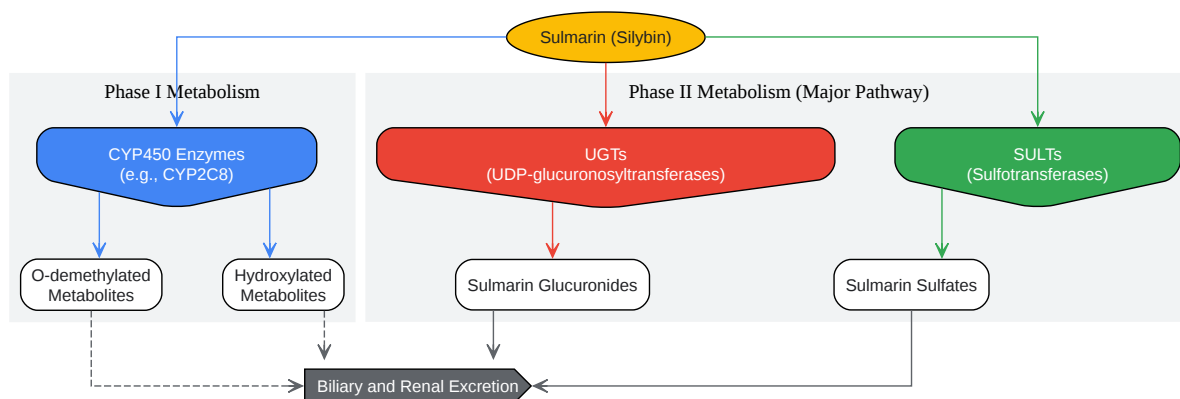 Sulmarin (Silybin)
Phase I Metabolism
Phase II Metabolism (Major Pathway)
CYP450 Enzymes
(e.g., CYP2C8)
UGTs
(UDP-glucuronosyltransferases)
SULTs
(Sulfotransferases)
O-demethylated
Metabolites
Hydroxylated
Metabolites
Sulmarin Glucuronides
Sulmarin Sulfates
Biliary and Renal Excretion